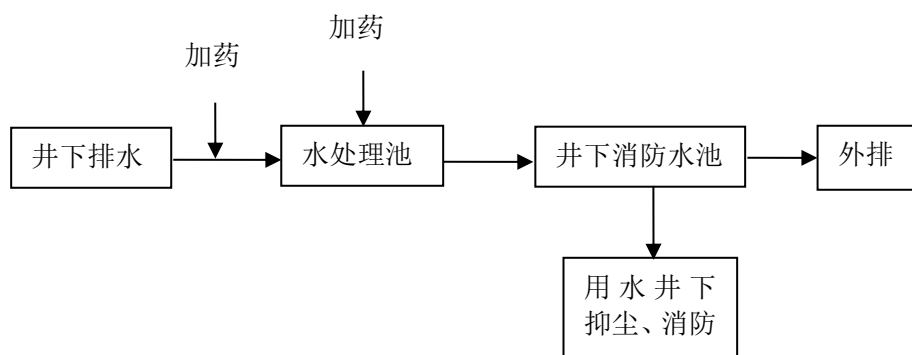 加药
加药
井下排水
水处理池
井下消防水池
外排
用水井下
抑尘、消防